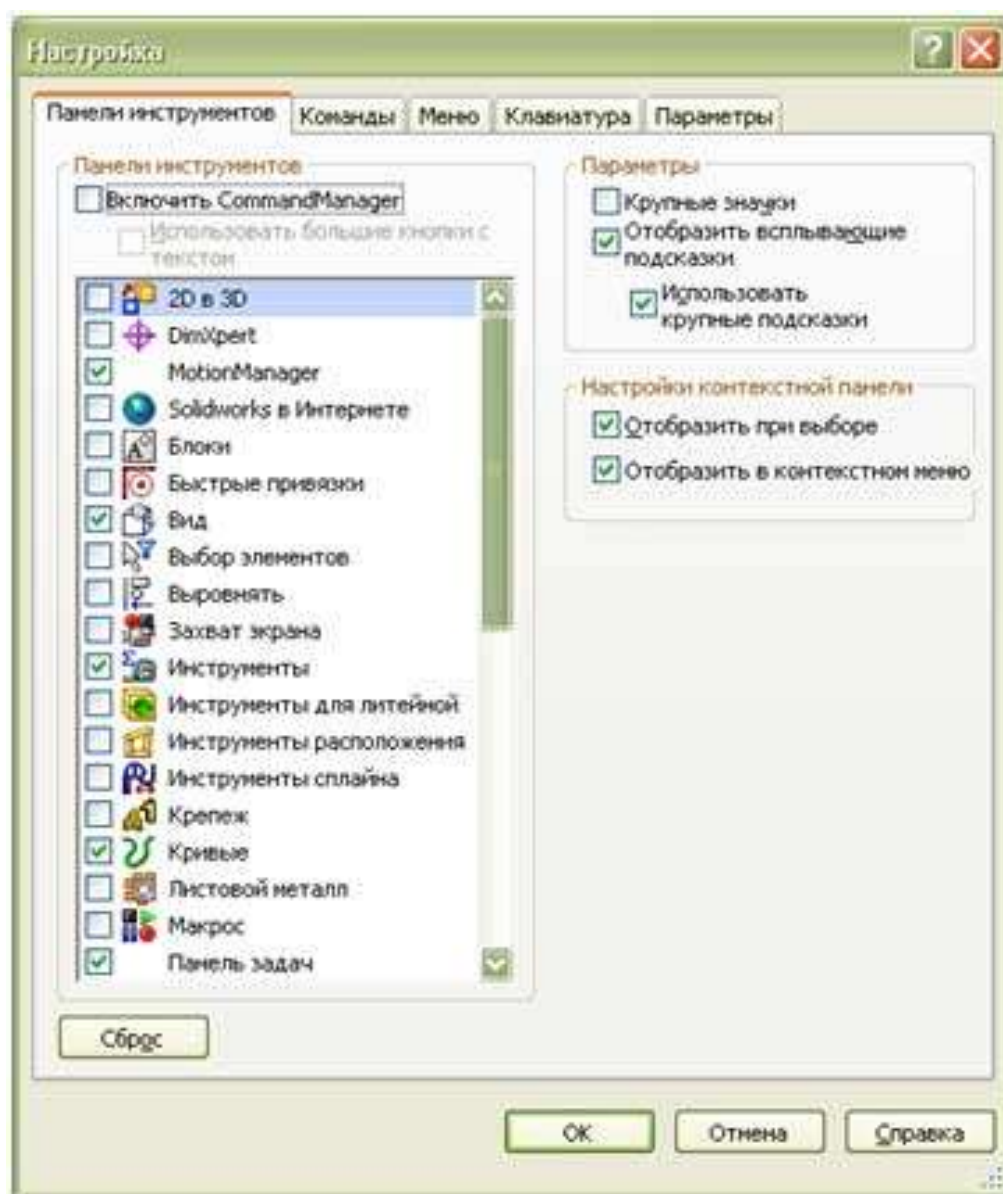 Настройка
Панели инструментов
Команды
Меню
Клавиатура
Параметры
Панели инструментов
Включить CommandManager
Использовать большие кнопки с
текстом
2D в 3D
DimXpert
MotionManager
Solidworks в Интернете
Блоки
Быстрые привязки
Вид
Выбор элементов
Выровнять
Захват экрана
Инструменты
Инструменты для литейной
Инструменты расположения
Инструменты сплайна
Крепеж
Кривые
Листовой металл
Макрос
Панель задач
Сброс
Параметры
Крупные значки
Отобразить всплывающие
подсказки
Использовать
крупные подсказки
Настройки контекстной панели
Отобразить при выборе
Отобразить в контекстном меню
ОК
Отмена
Справка